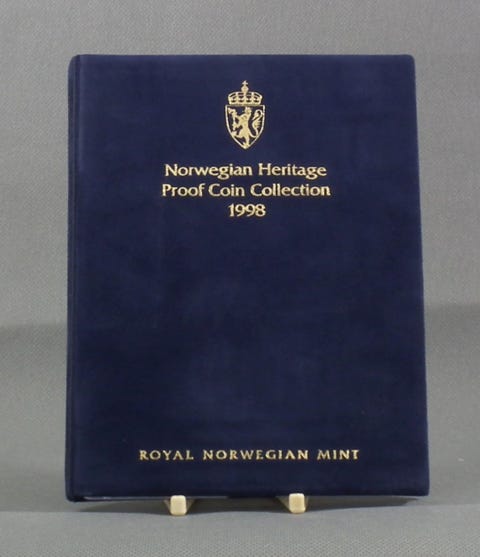 Norwegian Heritage
Proof Coin Collection
1998
ROYAL NORWEGIAN MINT